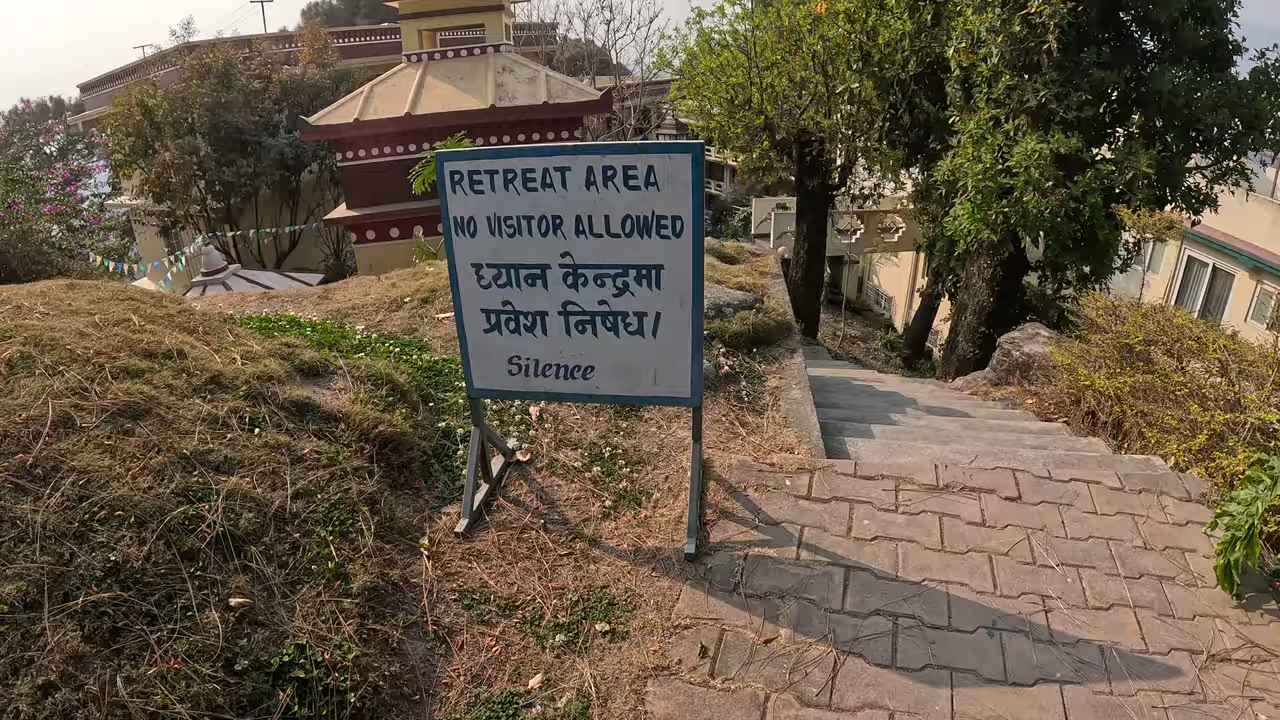 RETREAT AREA
NO VISITOR ALLOWED
ध्यान केन्द्रमा
प्रवेश निषेध।
Silence